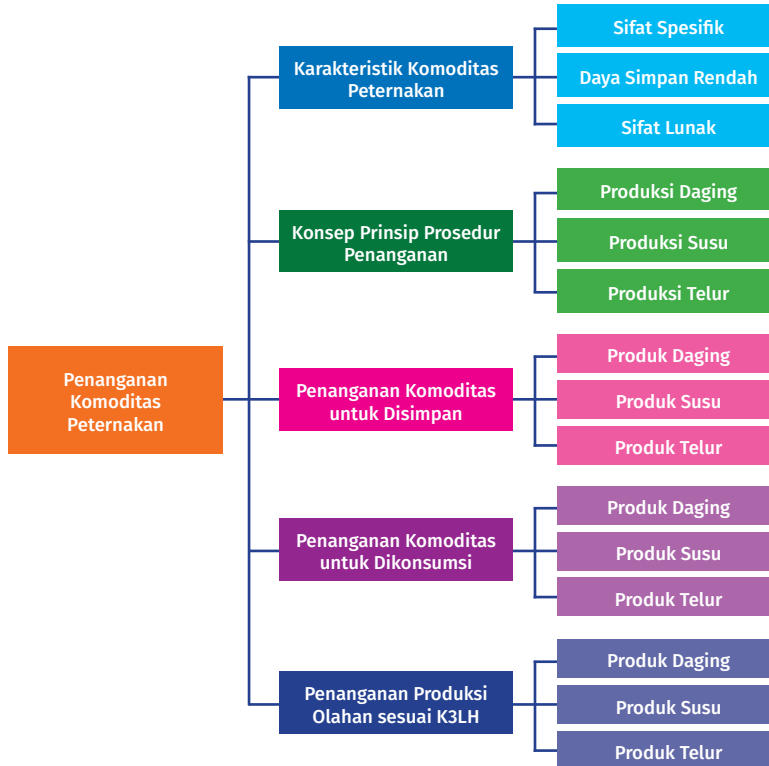 Penanganan
Komoditas
Peternakan
Karakteristik Komoditas
Peternakan
Sifat Spesifik
Daya Simpan Rendah
Sifat Lunak
Konsep Prinsip Prosedur
Penanganan
Produksi Daging
Produksi Susu
Produksi Telur
Penanganan Komoditas
untuk Disimpan
Produk Daging
Produk Susu
Produk Telur
Penanganan Komoditas
untuk Dikonsumsi
Produk Daging
Produk Susu
Produk Telur
Penanganan Produksi
Olahan sesuai K3LH
Produk Daging
Produk Susu
Produk Telur